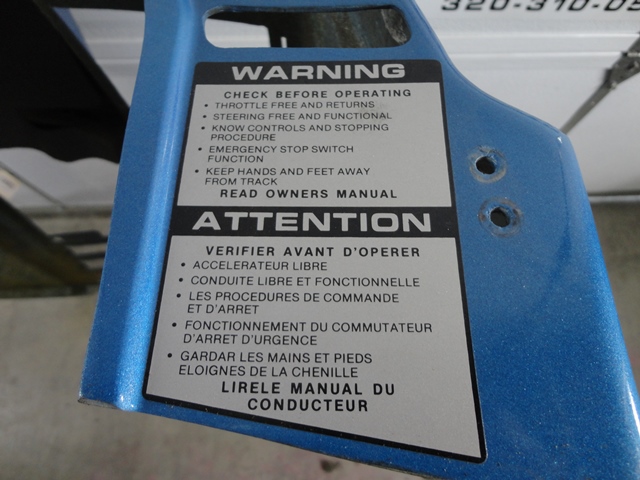 320-310-05
WARNING
CHECK BEFORE OPERATING
• THROTTLE FREE AND RETURNS
• STEERING FREE AND FUNCTIONAL
• KNOW CONTROLS AND STOPPING
PROCEDURE
• EMERGENCY STOP SWITCH
FUNCTION
• KEEP HANDS AND FEET AWAY
FROM TRACK
READ OWNERS MANUAL
ATTENTION
VERIFIER AVANT D'OPERER
• ACCELERATEUR LIBRE
• CONDUITE LIBRE ET FONCTIONNELLE
• LES PROCEDURES DE COMMANDE
ET D'ARRET
• FONCTIONNEMENT DU COMMUTATEUR
D'ARRET D'URGENCE
• GARDAR LES MAINS ET PIEDS
ELOIGNES DE LA CHENILLE
LIRELE MANUAL DU
CONDUCTEUR